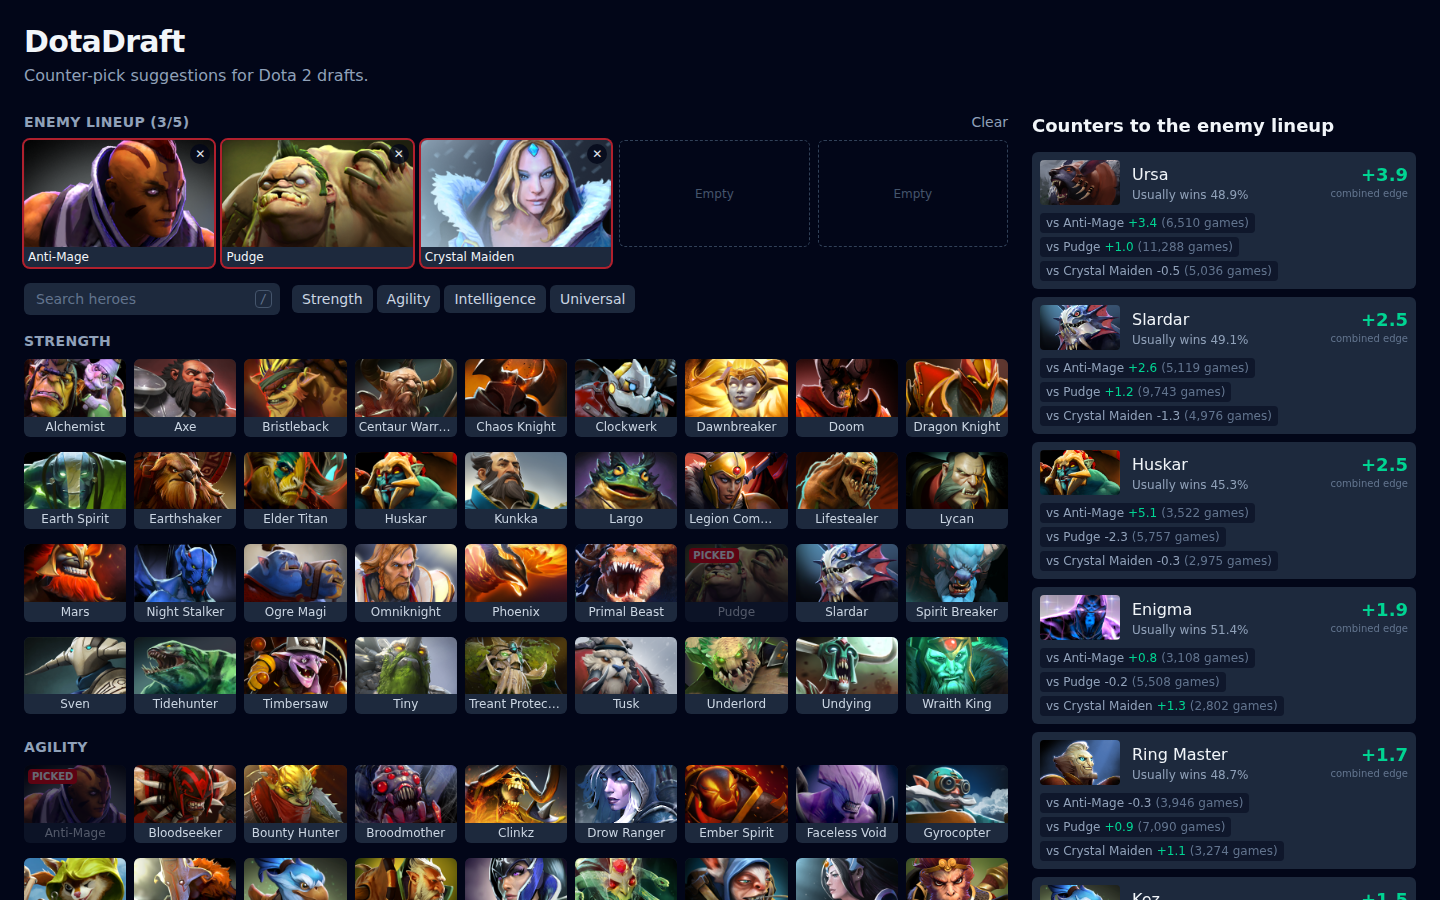 DotaDraft
Counter-pick suggestions for Dota 2 drafts.
ENEMY LINEUP (3/5)
Clear
Anti-Mage
Pudge
Crystal Maiden
Empty
Empty
Search heroes
/
Strength
Agility
Intelligence
Universal
STRENGTH
Alchemist
Axe
Bristleback
Centaur Warr...
Chaos Knight
Clockwerk
Dawnbreaker
Doom
Dragon Knight
Earth Spirit
Earthshaker
Elder Titan
Huskar
Kunkka
Largo
Legion Com...
Lifestealer
Lycan
Mars
Night Stalker
Ogre Magi
Omniknight
Phoenix
Primal Beast
PICKED
Pudge
Slardar
Spirit Breaker
Sven
Tidehunter
Timbersaw
Tiny
Treant Protec...
Tusk
Underlord
Undying
Wraith King
AGILITY
PICKED
Anti-Mage
Bloodseeker
Bounty Hunter
Broodmother
Clinkz
Drow Ranger
Ember Spirit
Faceless Void
Gyrocopter
Counters to the enemy lineup
Ursa
+3.9
Usually wins 48.9%
combined edge
vs Anti-Mage +3.4 (6,510 games)
vs Pudge +1.0 (11,288 games)
vs Crystal Maiden -0.5 (5,036 games)
Slardar
+2.5
Usually wins 49.1%
combined edge
vs Anti-Mage +2.6 (5,119 games)
vs Pudge +1.2 (9,743 games)
vs Crystal Maiden -1.3 (4,976 games)
Huskar
+2.5
Usually wins 45.3%
combined edge
vs Anti-Mage +5.1 (3,522 games)
vs Pudge -2.3 (5,757 games)
vs Crystal Maiden -0.3 (2,975 games)
Enigma
+1.9
Usually wins 51.4%
combined edge
vs Anti-Mage +0.8 (3,108 games)
vs Pudge -0.2 (5,508 games)
vs Crystal Maiden +1.3 (2,802 games)
Ring Master
+1.7
Usually wins 48.7%
combined edge
vs Anti-Mage -0.3 (3,946 games)
vs Pudge +0.9 (7,090 games)
vs Crystal Maiden +1.1 (3,274 games)
Kez
+1.5